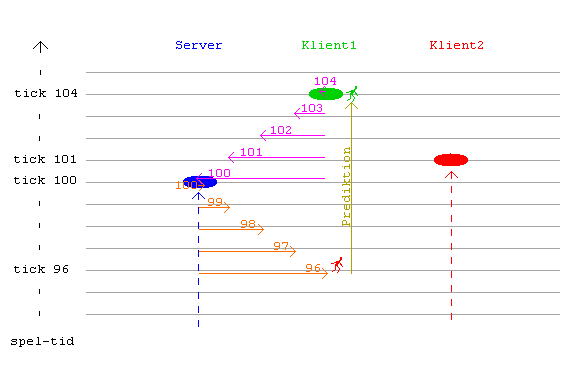 Server Klient1 Klient2
104
tick 104
103
102
101
tick 101
100
tick 100
100
99
98
97
96
tick 96
Prediktion
spel-tid